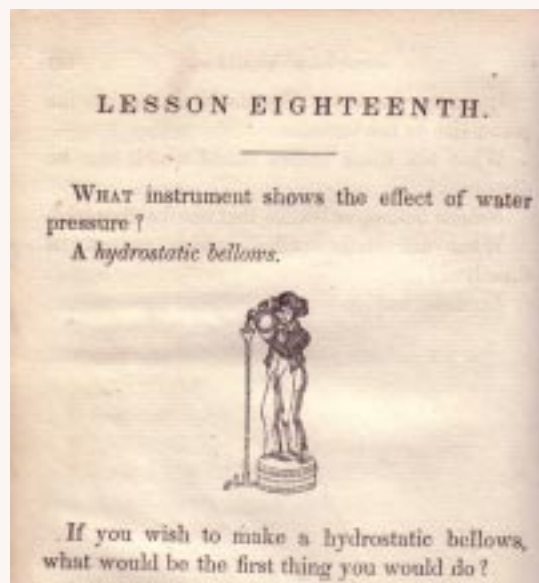 LESSON EIGHTEENTH.
WHAT instrument shows the effect of water
pressure ?
A hydrostatic bellows.
If you wish to make a hydrostatic bellows,
what would be the first thing you would do ?